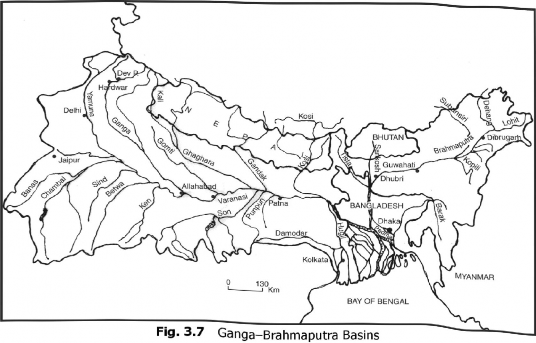 Dev P.
Hardwar
Yamuna
Delhi
Ganga
Kali
N
E
P
A
L
Kosi
BHUTAN
Subansiri
Dibang
Lohit
Dibrugarh
Brahmaputra
Kopili
Guwahati
Dhubri
Sankosh
Tista
Jaipur
Banas
Chambal
Sind
Betwa
Ken
Gomti
Ghaghara
Gandak
Allahabad
Varanasi
Son
Punpun
Patna
BANGLADESH
Dhaka
Barak
Damodar
Hugli
Kolkata
0 130
Km
MYANMAR
BAY OF BENGAL
Fig. 3.7 Ganga–Brahmaputra Basins